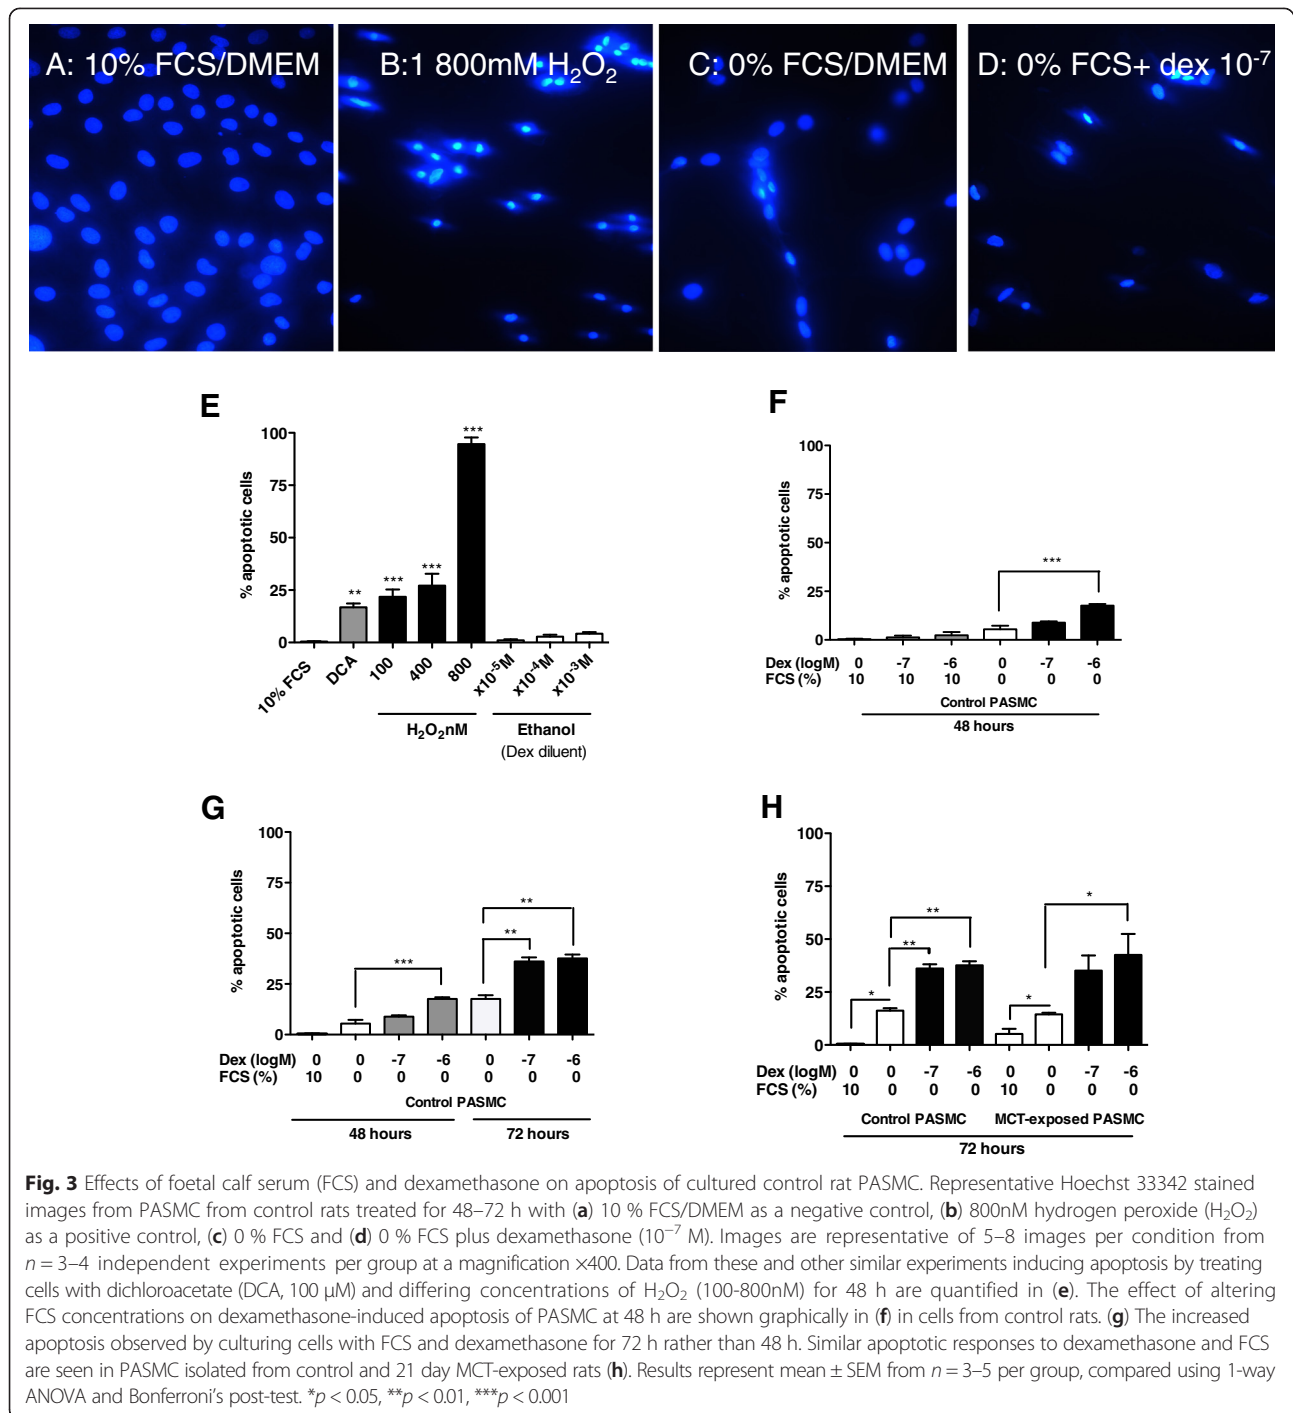 A: 10% FCS/DMEM
B:1 800mM H₂O₂
C: 0% FCS/DMEM
D: 0% FCS+ dex 10⁻⁷
E
100
75
50
25
0
% apoptotic cells
***
***
***
**
10% FCS
DCA
100
400
800
x10⁻⁵M
x10⁻⁴M
x10⁻³M
H₂O₂nM
Ethanol
(Dex diluent)
F
100
75
50
25
0
% apoptotic cells
***
Dex (logM) 0 -7 -6 0 -7 -6
FCS (%) 10 10 10 0 0 0
Control PASMC
48 hours
G
100
75
50
25
0
% apoptotic cells
***
**
**
Dex (logM) 0 0 -7 -6 0 -7 -6
FCS (%) 10 0 0 0 0 0 0
Control PASMC
48 hours 72 hours
H
100
75
50
25
0
% apoptotic cells
*
**
**
*
*
Dex (logM) 0 0 -7 -6 0 0 -7 -6
FCS (%) 10 0 0 0 10 0 0 0
Control PASMC MCT-exposed PASMC
72 hours
Fig. 3 Effects of foetal calf serum (FCS) and dexamethasone on apoptosis of cultured control rat PASMC. Representative Hoechst 33342 stained
images from PASMC from control rats treated for 48–72 h with (a) 10 % FCS/DMEM as a negative control, (b) 800nM hydrogen peroxide (H₂O₂)
as a positive control, (c) 0 % FCS and (d) 0 % FCS plus dexamethasone (10⁻⁷ M). Images are representative of 5–8 images per condition from
n = 3–4 independent experiments per group at a magnification ×400. Data from these and other similar experiments inducing apoptosis by treating
cells with dichloroacetate (DCA, 100 μM) and differing concentrations of H₂O₂ (100-800nM) for 48 h are quantified in (e). The effect of altering
FCS concentrations on dexamethasone-induced apoptosis of PASMC at 48 h are shown graphically in (f) in cells from control rats. (g) The increased
apoptosis observed by culturing cells with FCS and dexamethasone for 72 h rather than 48 h. Similar apoptotic responses to dexamethasone and FCS
are seen in PASMC isolated from control and 21 day MCT-exposed rats (h). Results represent mean ± SEM from n = 3–5 per group, compared using 1-way
ANOVA and Bonferroni's post-test. *p < 0.05, **p < 0.01, ***p < 0.001